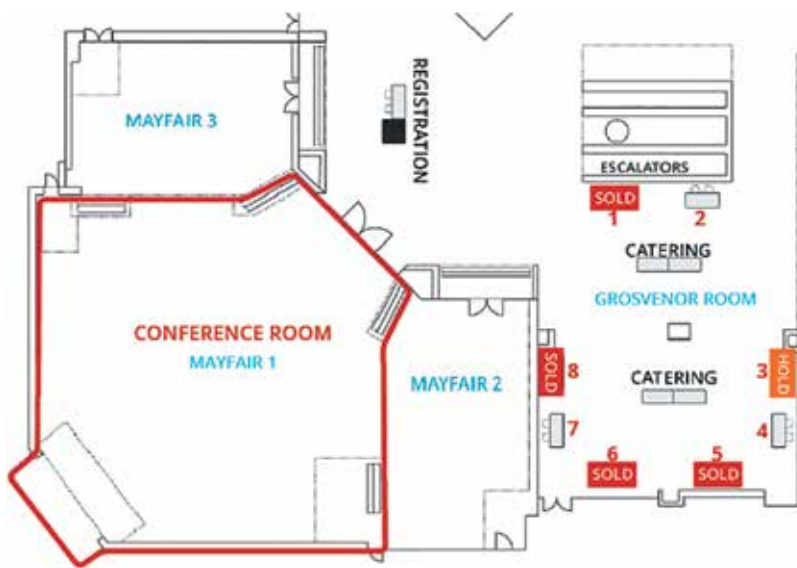 MAYFAIR 3
REGISTRATION
ESCALATORS
SOLD
1
2
CATERING
GROSVENOR ROOM
CONFERENCE ROOM
MAYFAIR 1
MAYFAIR 2
SOLD
8
3
HOLD
CATERING
7
4
6
SOLD
5
SOLD